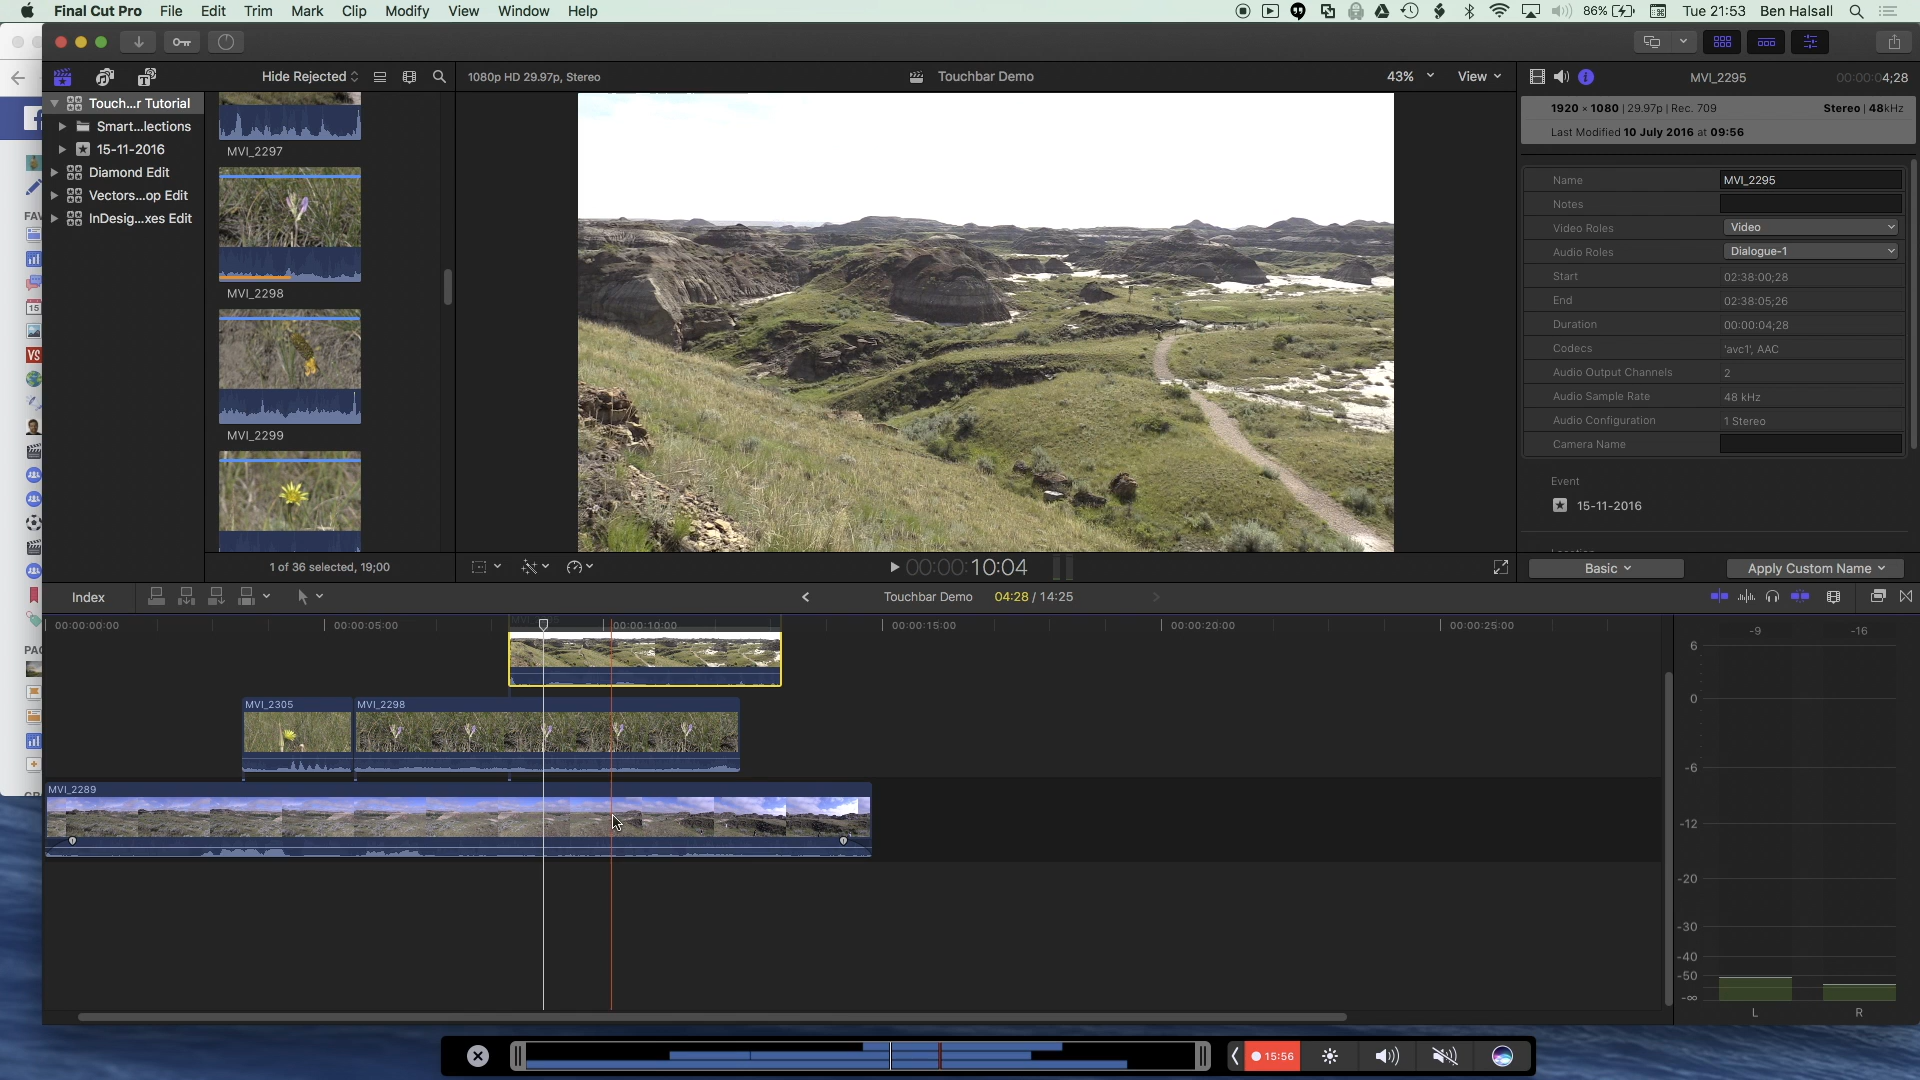 Final Cut Pro File Edit Trim Mark Clip Modify View Window Help 86% Tue 21:53 Ben Halsall
Hide Rejected 1080p HD 29.97p, Stereo Touchbar Demo 43% View MVI_2295 00:00:04;28
Touch...r Tutorial
Smart...lections
15-11-2016
Diamond Edit
Vectors...op Edit
InDesig...xes Edit
MVI_2297
MVI_2298
MVI_2299
1 of 36 selected, 19;00
00:00:10:04
1920 × 1080 | 29.97p | Rec. 709 Stereo | 48kHz
Last Modified 10 July 2016 at 09:56
Name MVI_2295
Notes
Video Roles Video
Audio Roles Dialogue-1
Start 02:38:00;28
End 02:38:05;26
Duration 00:00:04;28
Codecs 'avc1', AAC
Audio Output Channels 2
Audio Sample Rate 48 kHz
Audio Configuration 1 Stereo
Camera Name
Event
15-11-2016
Basic Apply Custom Name
FAV
15
VS
PAG
Index Touchbar Demo 04:28 / 14:25
00:00:00:00 00:00:05:00 00:00:10:00 00:00:15:00 00:00:20:00 00:00:25:00
MVI_2305 MVI_2298
MVI_2289
-9 -16
6
0
-6
-12
-20
-30
-40
-50
-∞
L R
15:56